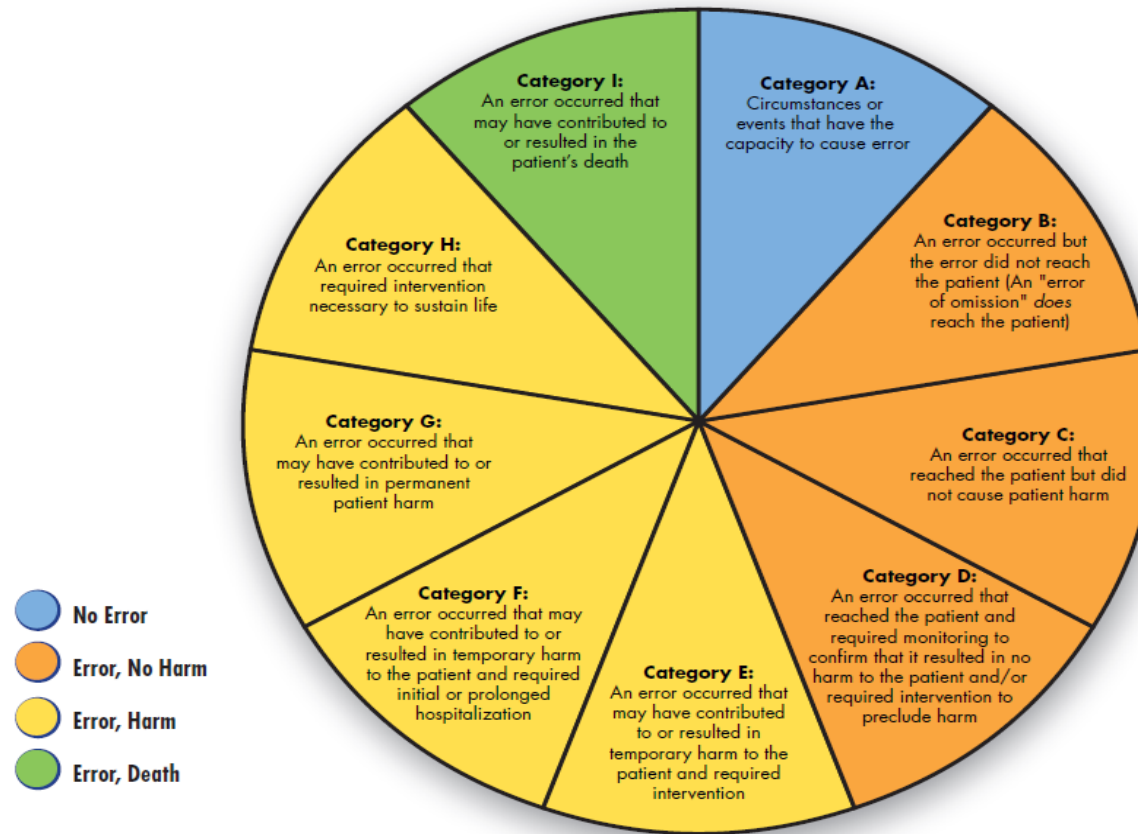 Category A:
Circumstances or
events that have the
capacity to cause error
Category B:
An error occurred but
the error did not reach
the patient (An "error
of omission" does
reach the patient)
Category C:
An error occurred that
reached the patient but did
not cause patient harm
Category D:
An error occurred that
reached the patient and
required monitoring to
confirm that it resulted in no
harm to the patient and/or
required intervention to
preclude harm
Category E:
An error occurred that
may have contributed
to or resulted in
temporary harm to the
patient and required
intervention
Category F:
An error occurred that may
have contributed to or
resulted in temporary harm
to the patient and required
initial or prolonged
hospitalization
Category G:
An error occurred that
may have contributed to or
resulted in permanent
patient harm
Category H:
An error occurred that
required intervention
necessary to sustain life
Category I:
An error occurred that
may have contributed to
or resulted in the
patient's death
No Error
Error, No Harm
Error, Harm
Error, Death